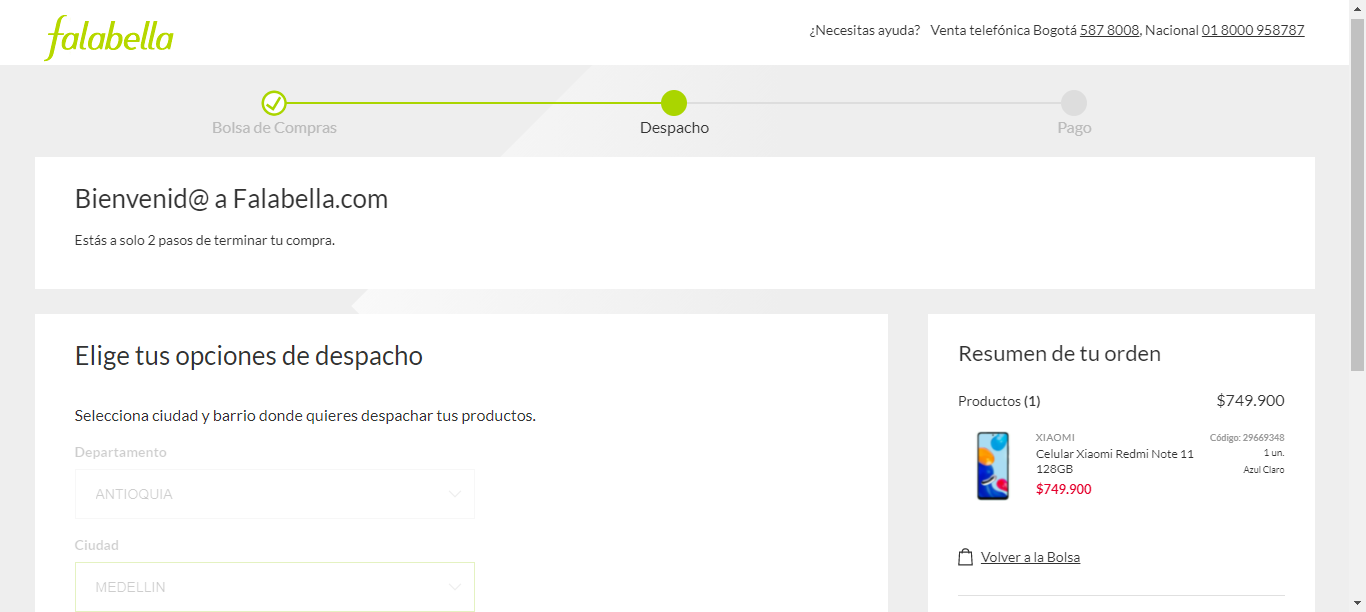 falabella
¿Necesitas ayuda? Venta telefónica Bogotá 587 8008, Nacional 01 8000 958787
Bolsa de Compras
Despacho
Pago
Bienvenid@ a Falabella.com
Estás a solo 2 pasos de terminar tu compra.
Elige tus opciones de despacho
Selecciona ciudad y barrio donde quieres despachar tus productos.
Departamento
ANTIOQUIA
Ciudad
MEDELLIN
Resumen de tu orden
Productos (1) $749.900
XIAOMI Código: 29669348
Celular Xiaomi Redmi Note 11 1 un.
128GB Azul Claro
$749.900
Volver a la Bolsa